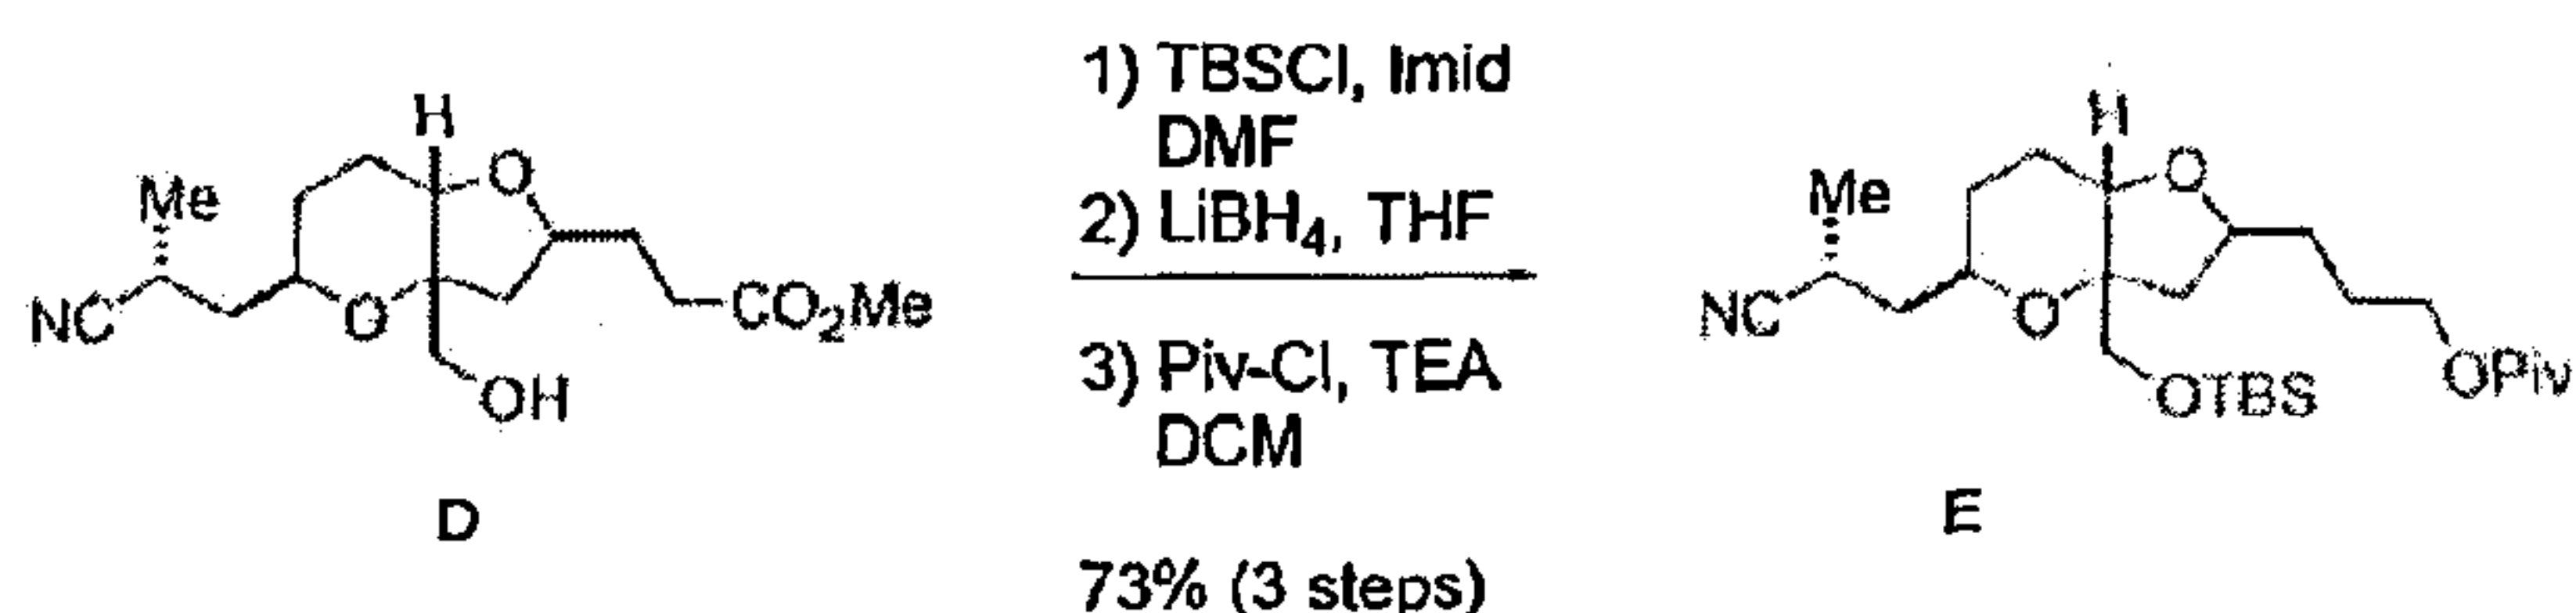 1) TBSCl, Imid
DMF
2) LiBH4, THF
3) Piv-Cl, TEA
DCM
73% (3 steps)
H
O
Me
NC
O
CO2Me
OH
D
H
O
Me
NC
O
OTBS
OPiv
E